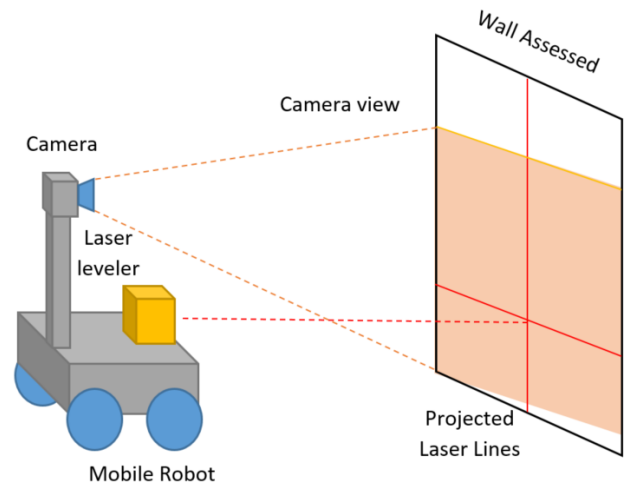 Wall Assessed
Camera view
Camera
Laser
leveler
Projected
Laser Lines
Mobile Robot